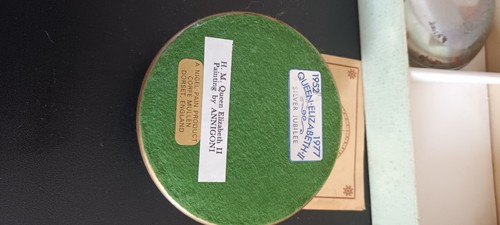 1952 1977
QUEEN·ELIZABETH·II
SILVER JUBILEE
H. M. Queen Elizabeth II
Painting by ANNIGONI
A NIGEL PAIN PRODUCT
CORFE MULLEN
DORSET, ENGLAND